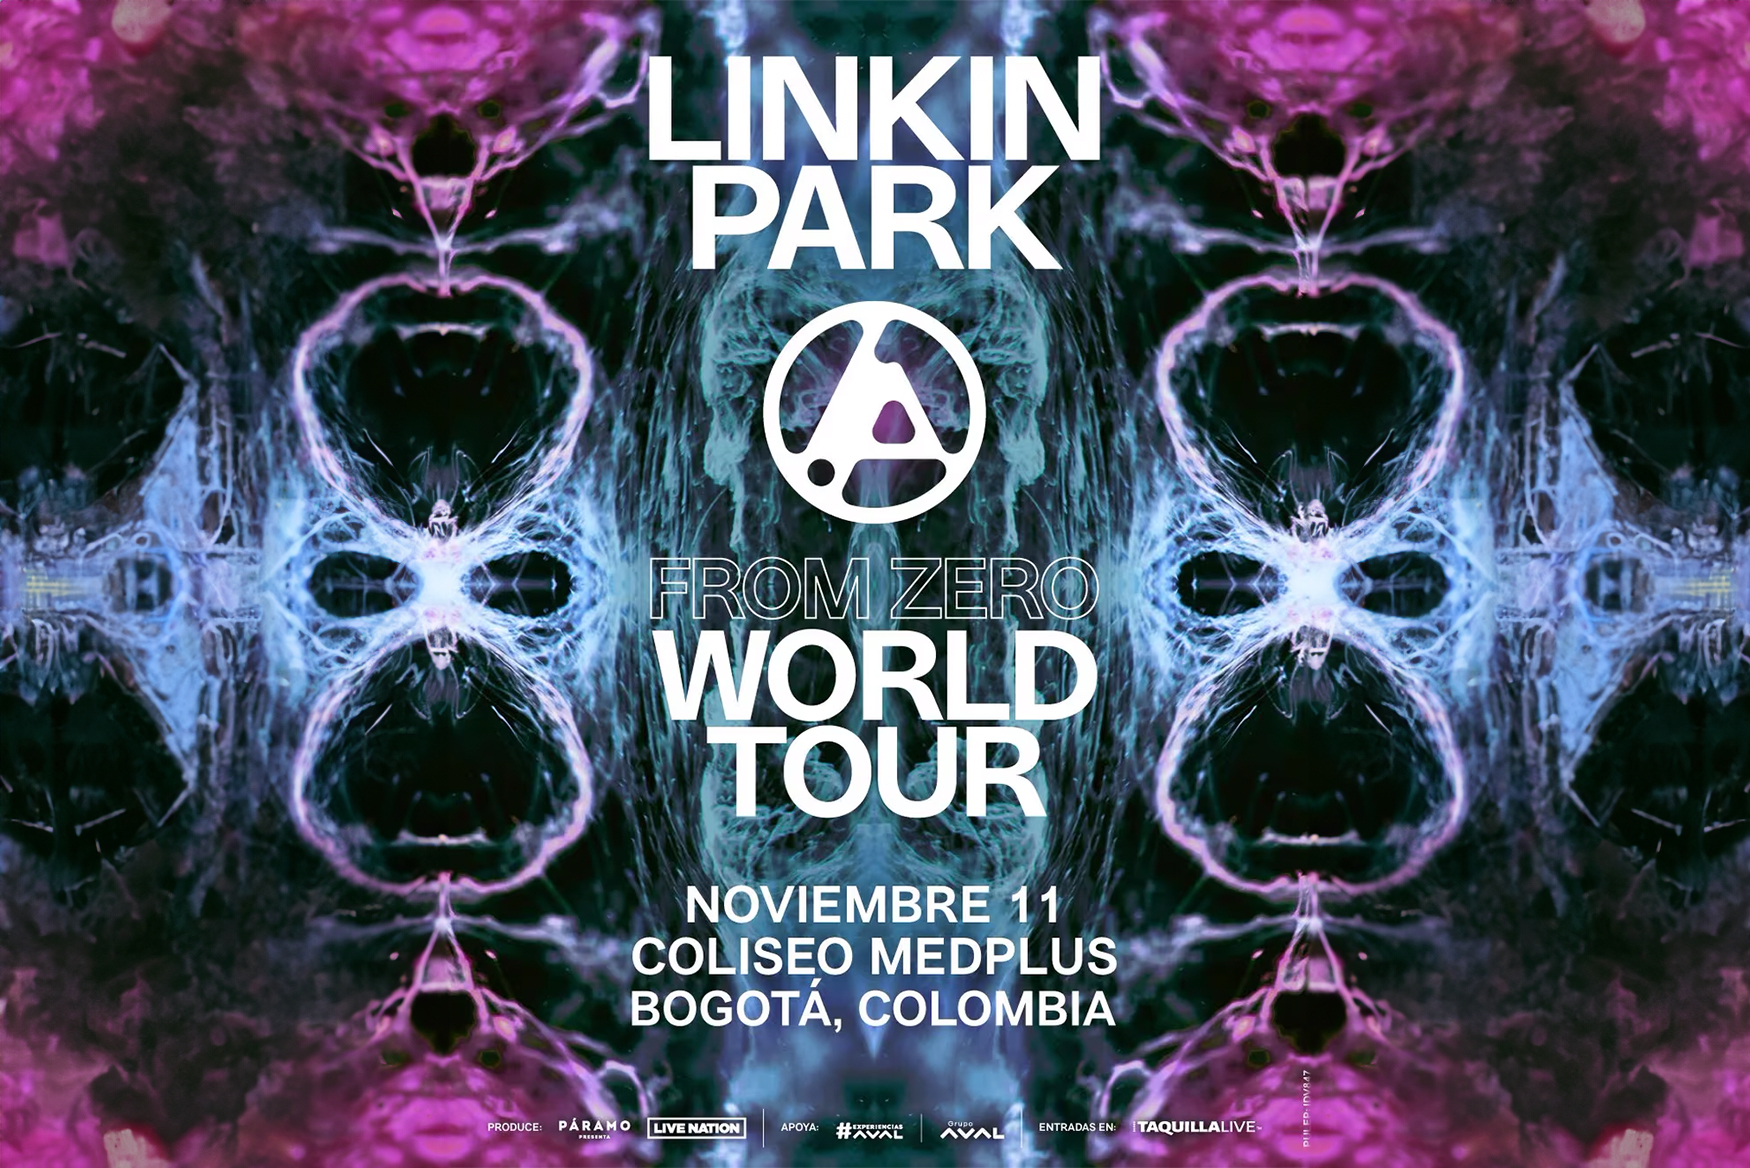 LINKIN
PARK
FROM ZERO
WORLD
TOUR
NOVIEMBRE 11
COLISEO MEDPLUS
BOGOTÁ, COLOMBIA
PRODUCE: PÁRAMO PRESENTA LIVE NATION APOYA: #EXPERIENCIAS AVAL Grupo AVAL ENTRADAS EN: TAQUILLALIVE